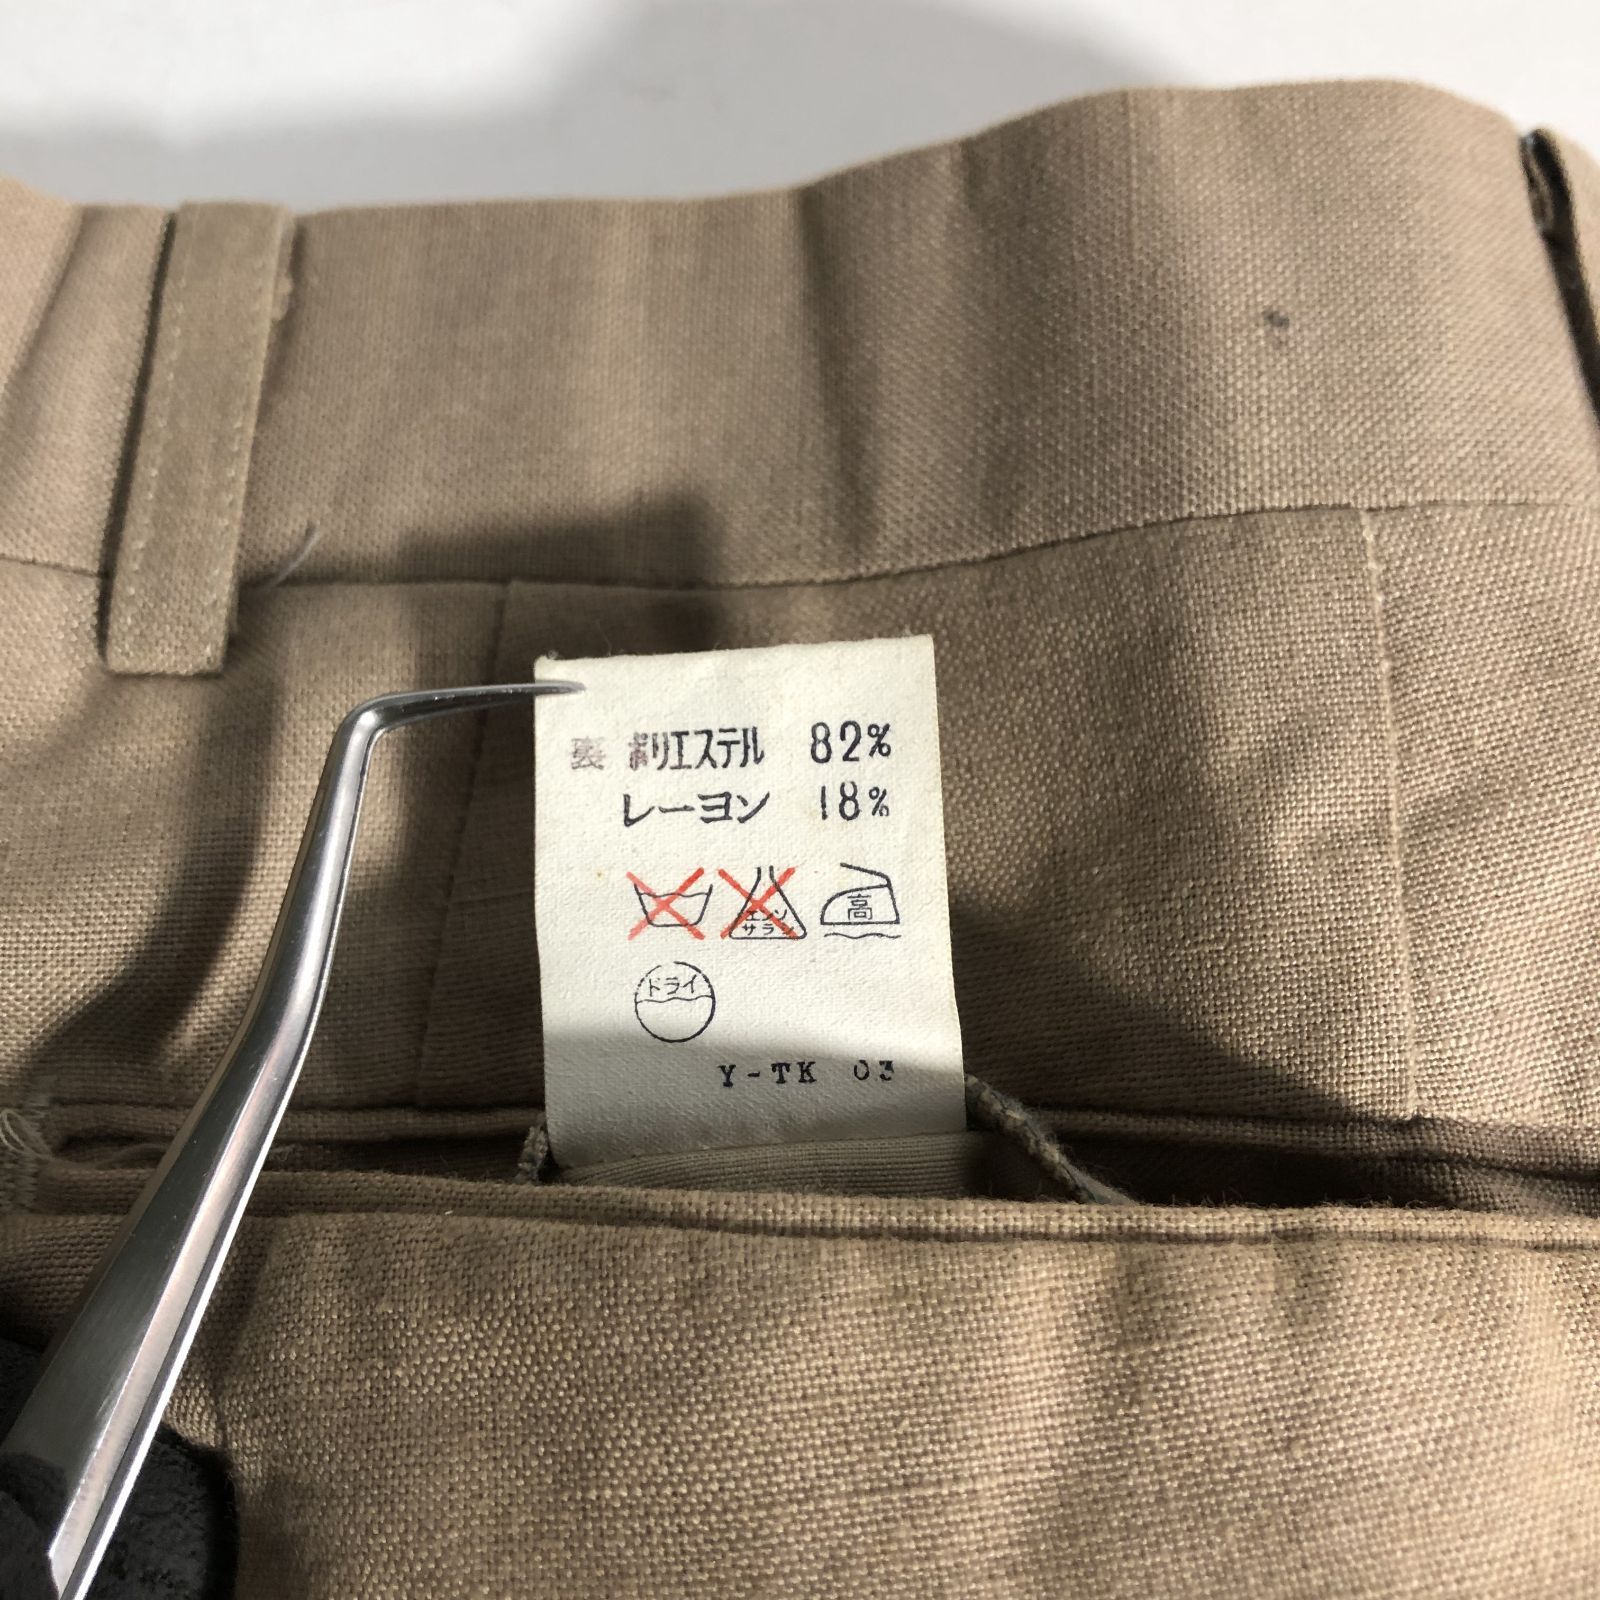 裏 ポリエステル 82%
レーヨン 18%
エンソ
サラシ
高
ドライ
Y-TK 03